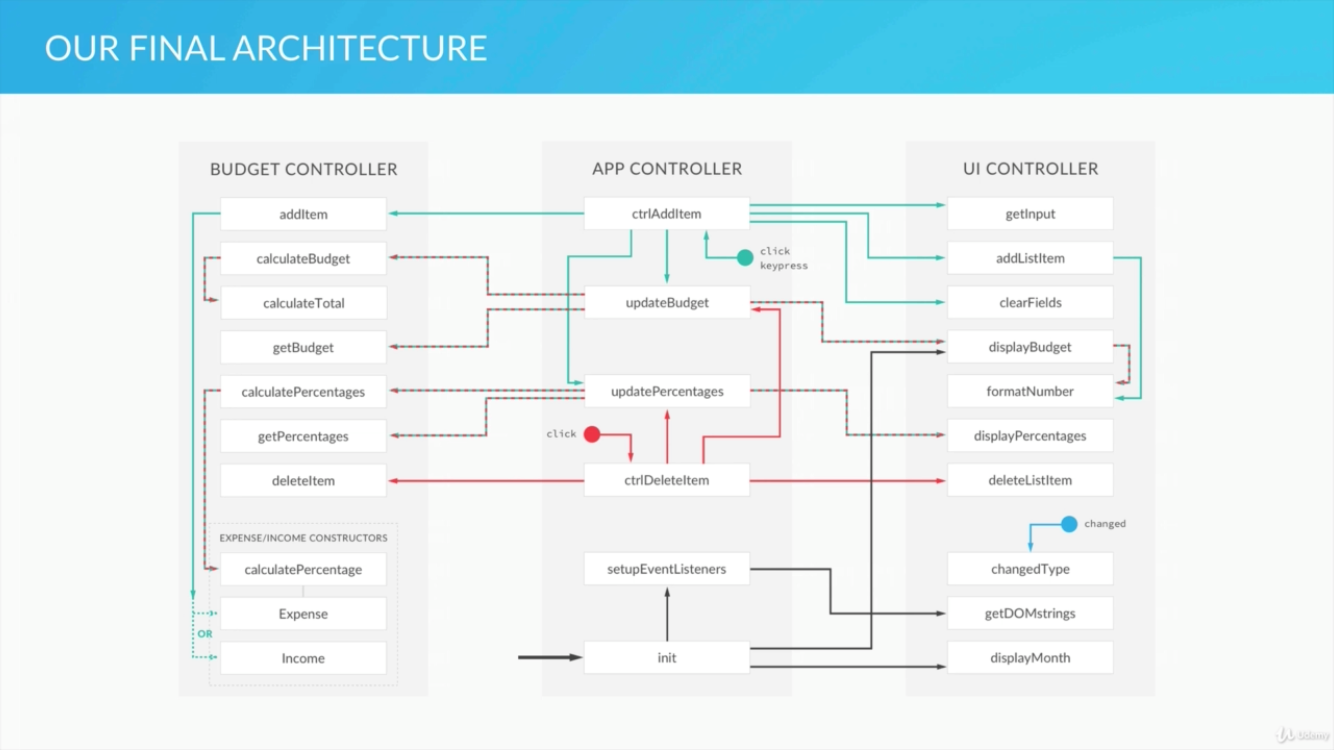 OUR FINAL ARCHITECTURE
BUDGET CONTROLLER
addItem
calculateBudget
calculateTotal
getBudget
calculatePercentages
getPercentages
deleteItem
EXPENSE/INCOME CONSTRUCTORS
calculatePercentage
Expense
OR
Income
APP CONTROLLER
ctrlAddItem
click
keypress
updateBudget
updatePercentages
click
ctrlDeleteItem
setupEventListeners
init
UI CONTROLLER
getInput
addListItem
clearFields
displayBudget
formatNumber
displayPercentages
deleteListItem
changed
changedType
getDOMstrings
displayMonth
Udemy